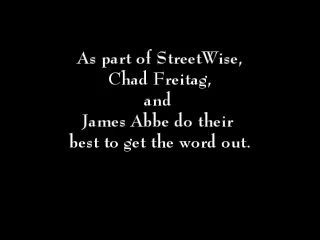 As part of StreetWise,
Chad Freitag,
and
James Abbe do their
best to get the word out.